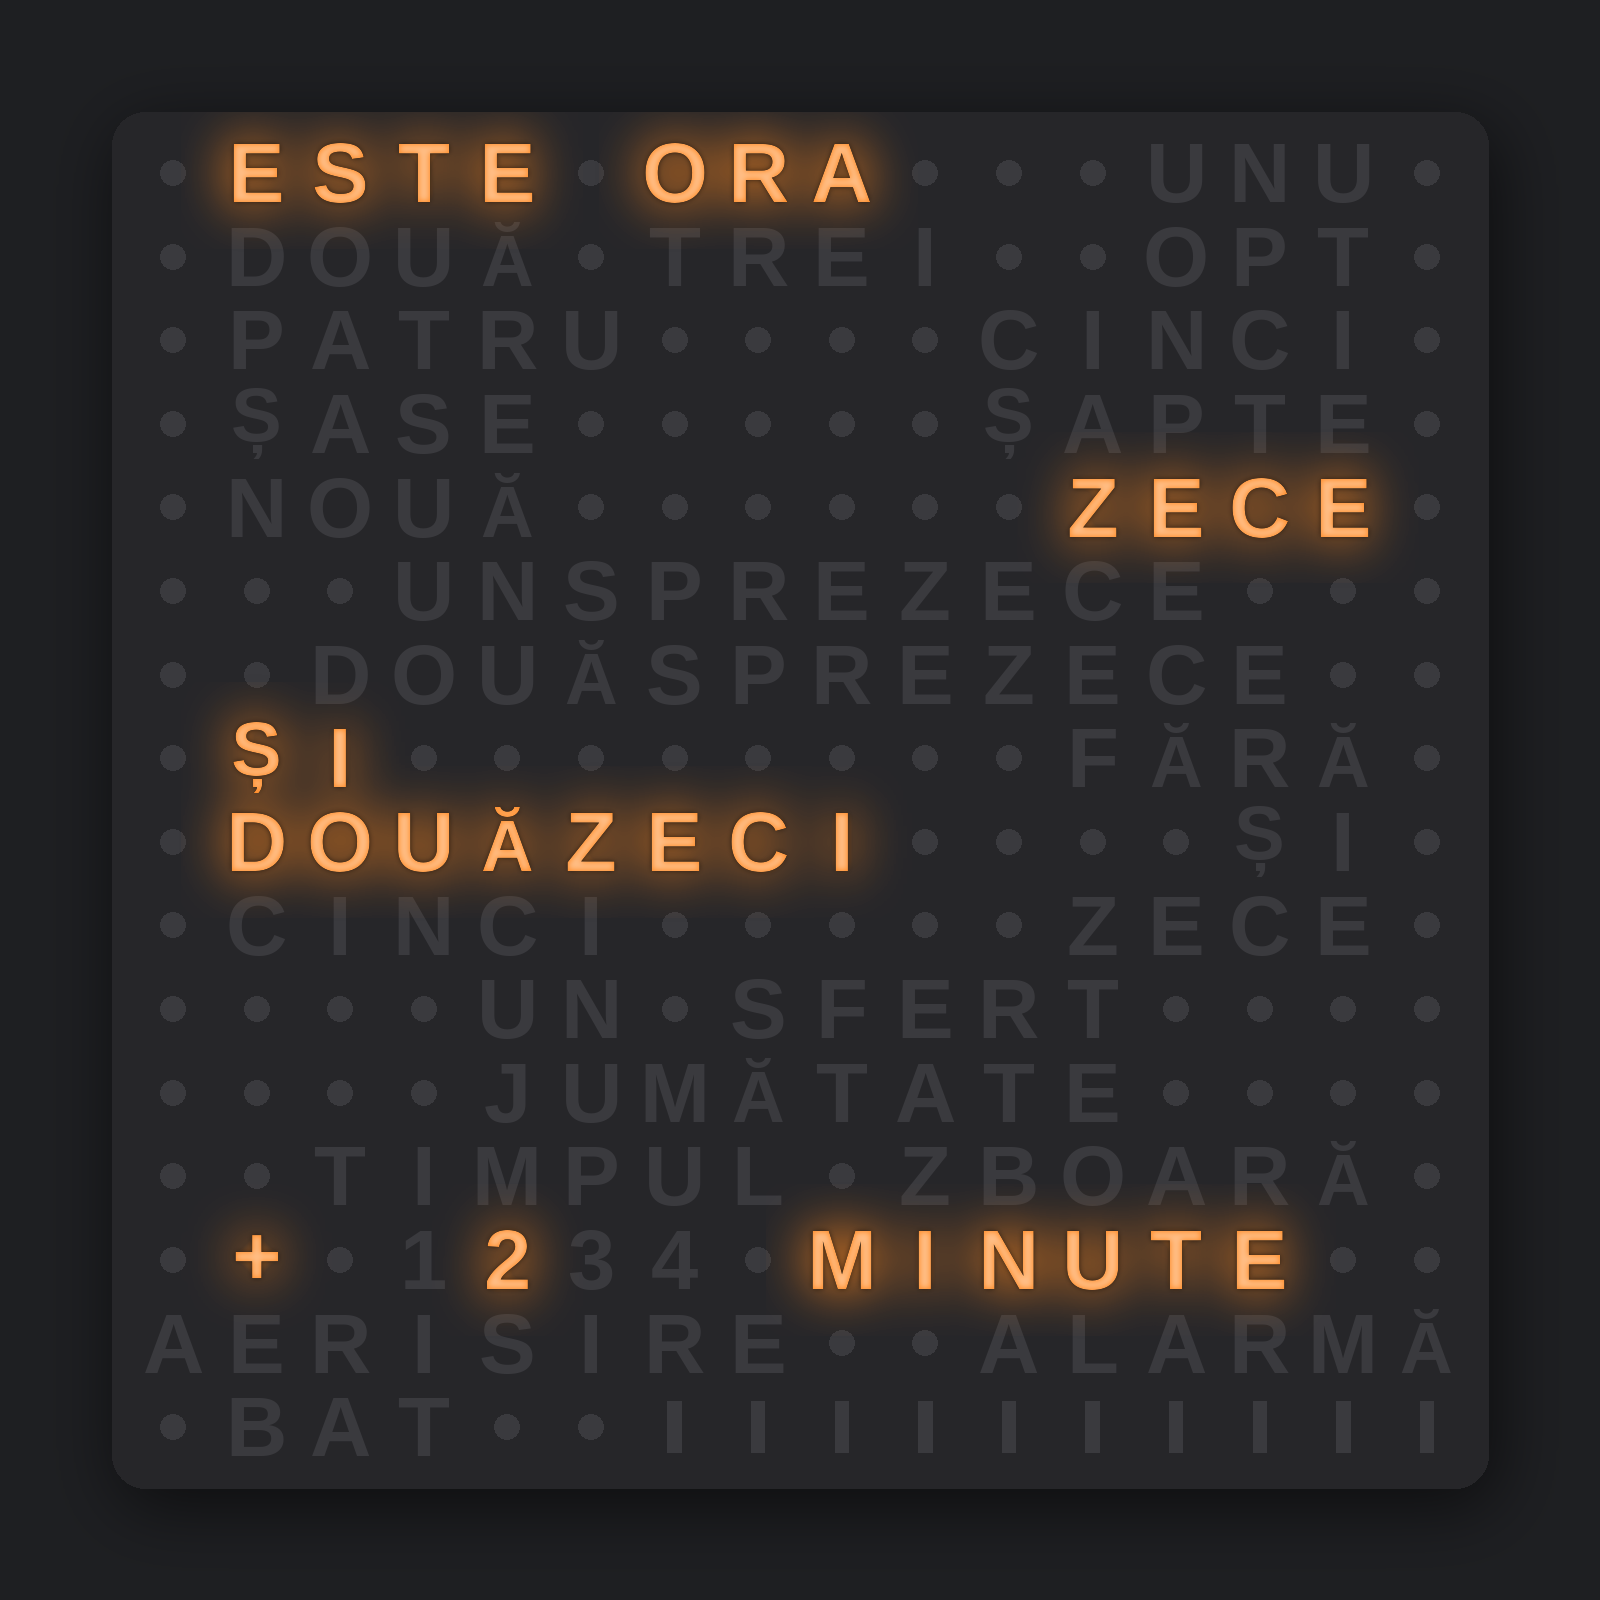 ● ESTE ● ORA ● ● ● UNU ●
● DOUĂ ● TREI ● ● OPT ●
● PATRU ● ● ● ● CINCI ●
● ȘASE ● ● ● ● ● ȘAPTE ●
● NOUĂ ● ● ● ● ● ● ZECE ●
● ● ● UNSPREZECE ● ● ●
● ● DOUĂSPREZECE ● ●
● ȘI ● ● ● ● ● ● ● ● FĂRĂ ●
● DOUĂZECI ● ● ● ● ȘI ●
● CINCI ● ● ● ● ● ZECE ●
● ● ● ● UN ● SFERT ● ● ● ●
● ● ● ● JUMĂTATE ● ● ● ●
● ● TIMPUL ● ZBOARĂ ●
● + ● 1 2 3 4 ● MINUTE ● ●
AERISIRE ● ● ALARMĂ
● BAT ● ● I I I I I I I I I I